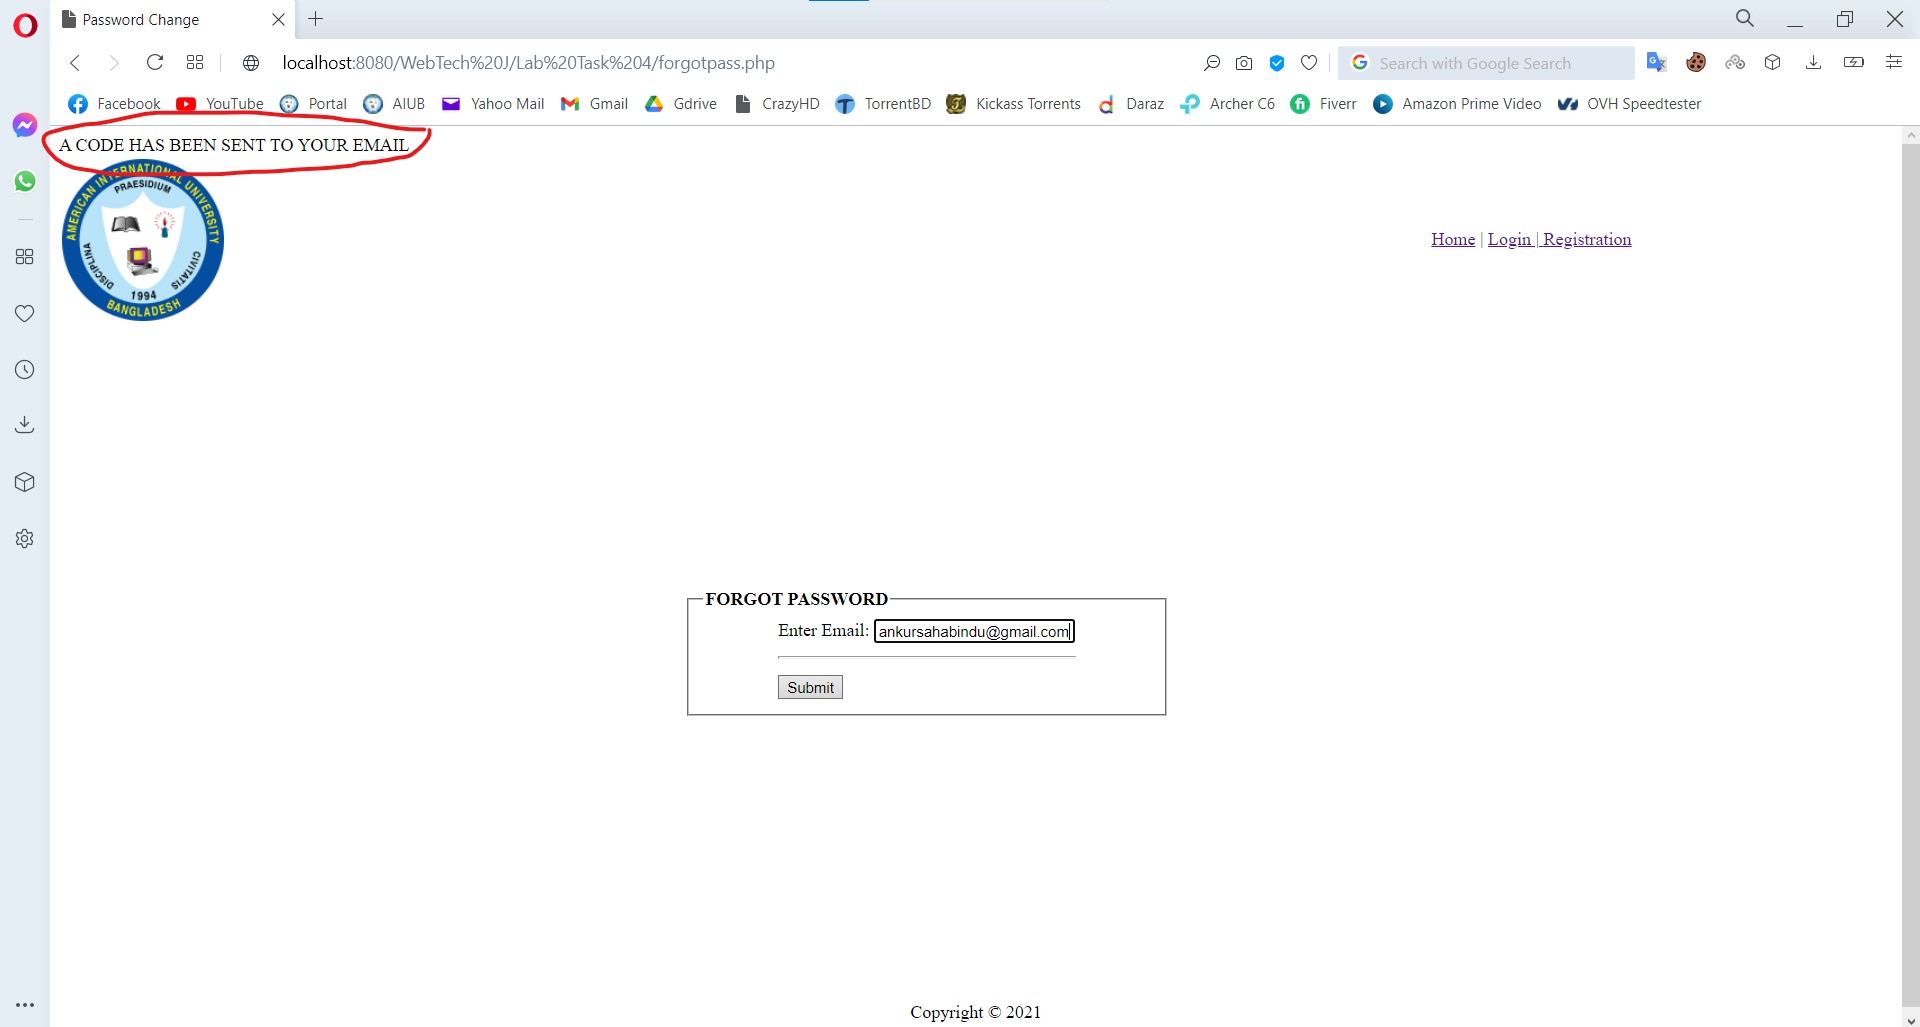 Password Change
localhost:8080/WebTech%20J/Lab%20Task%204/forgotpass.php
Search with Google Search
Facebook YouTube Portal AIUB Yahoo Mail Gmail Gdrive CrazyHD TorrentBD Kickass Torrents Daraz Archer C6 Fiverr Amazon Prime Video OVH Speedtester
A CODE HAS BEEN SENT TO YOUR EMAIL
AMERICAN INTERNATIONAL UNIVERSITY
PRAESIDIUM
DISCIPLINA
CIVITATIS
1994
BANGLADESH
Home | Login | Registration
FORGOT PASSWORD
Enter Email: ankursahabindu@gmail.com
Submit
Copyright © 2021